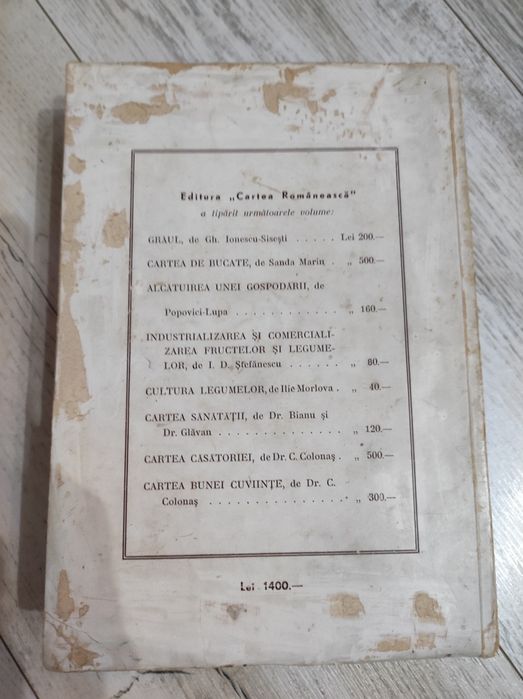 Editura „Cartea Românească"
a tipărit următoarele volume:
GRAUL, de Gh. Ionescu-Sisești ..... Lei 200.—
CARTEA DE BUCATE, de Sanda Marin . „ 500.—
ALCATUIREA UNEI GOSPODĂRII, de
Popovici-Lupa ............ „ 160.—
INDUSTRIALIZAREA ȘI COMERCIALI-
ZAREA FRUCTELOR ȘI LEGUME-
LOR, de I. D. Ștefănescu ...... „ 80.—
CULTURA LEGUMELOR, de Ilie Morlova . „ 40.—
CARTEA SĂNATAȚII, de Dr. Bianu și
Dr. Glăvan ............. „ 120.—
CARTEA CASATORIEI, de Dr. C. Colonaș . „ 500.—
CARTEA BUNEI CUVIINȚE, de Dr. C.
Colonaș .............. „ 300.—
Lei 1400.—